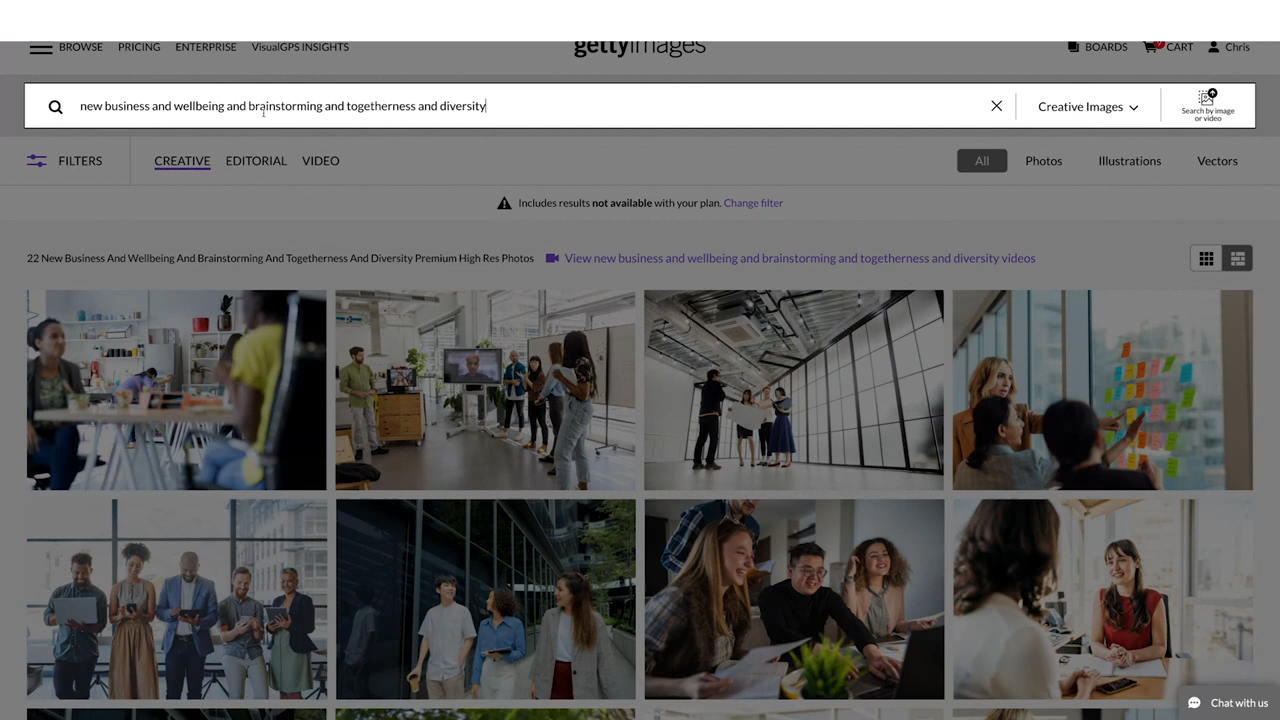 BROWSE PRICING ENTERPRISE VisualGPS INSIGHTS gettyimages BOARDS CART Chris
new business and wellbeing and brainstorming and togetherness and diversity Creative Images Search by image
or video
FILTERS CREATIVE EDITORIAL VIDEO All Photos Illustrations Vectors
Includes results not available with your plan. Change filter
22 New Business And Wellbeing And Brainstorming And Togetherness And Diversity Premium High Res Photos View new business and wellbeing and brainstorming and togetherness and diversity videos
Chat with us